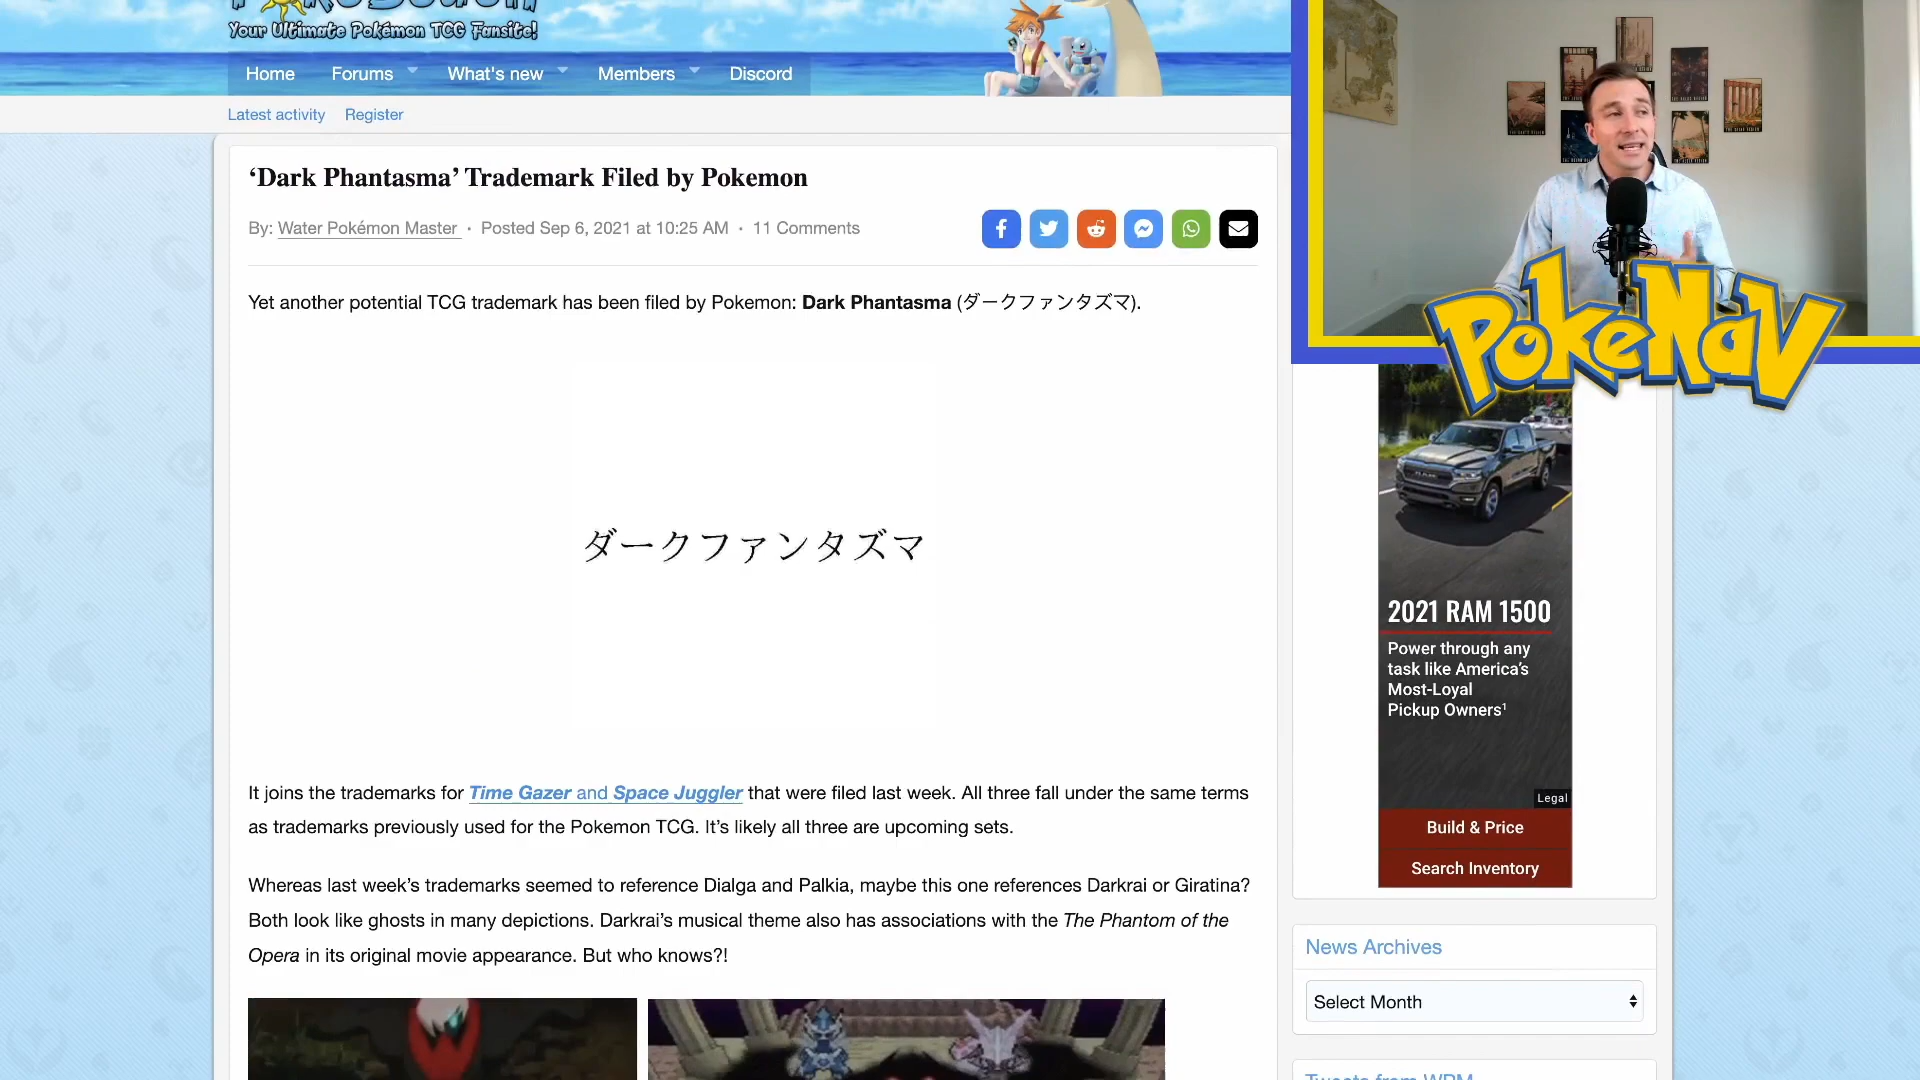 Your Ultimate Pokémon TCG Fansite!
Home Forums What's new Members Discord
Latest activity Register
‘Dark Phantasma’ Trademark Filed by Pokemon
By: Water Pokémon Master · Posted Sep 6, 2021 at 10:25 AM · 11 Comments
Yet another potential TCG trademark has been filed by Pokemon: Dark Phantasma (ダークファンタズマ).
ダークファンタズマ
It joins the trademarks for Time Gazer and Space Juggler that were filed last week. All three fall under the same terms
as trademarks previously used for the Pokemon TCG. It’s likely all three are upcoming sets.
Whereas last week’s trademarks seemed to reference Dialga and Palkia, maybe this one references Darkrai or Giratina?
Both look like ghosts in many depictions. Darkrai’s musical theme also has associations with the The Phantom of the
Opera in its original movie appearance. But who knows?!
PokeNav
2021 RAM 1500
Power through any
task like America’s
Most-Loyal
Pickup Owners¹
Legal
Build & Price
Search Inventory
News Archives
Select Month
Tweets from WPM